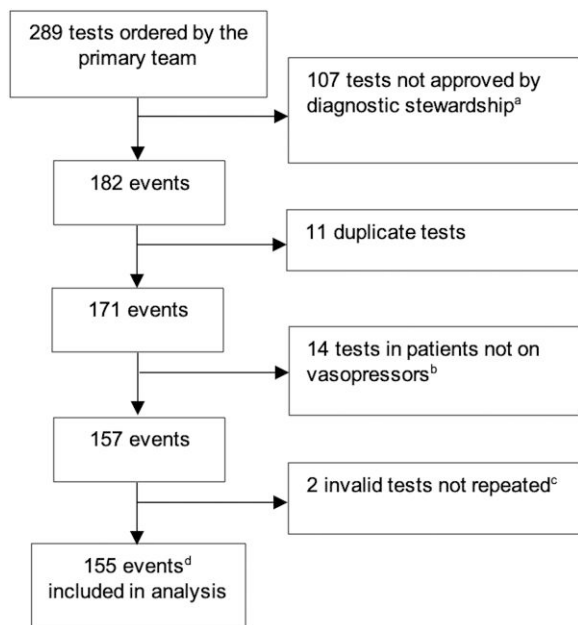 289 tests ordered by the
primary team
107 tests not approved by
diagnostic stewardshipᵃ
182 events
11 duplicate tests
171 events
14 tests in patients not on
vasopressorsᵇ
157 events
2 invalid tests not repeatedᶜ
155 eventsᵈ
included in analysis